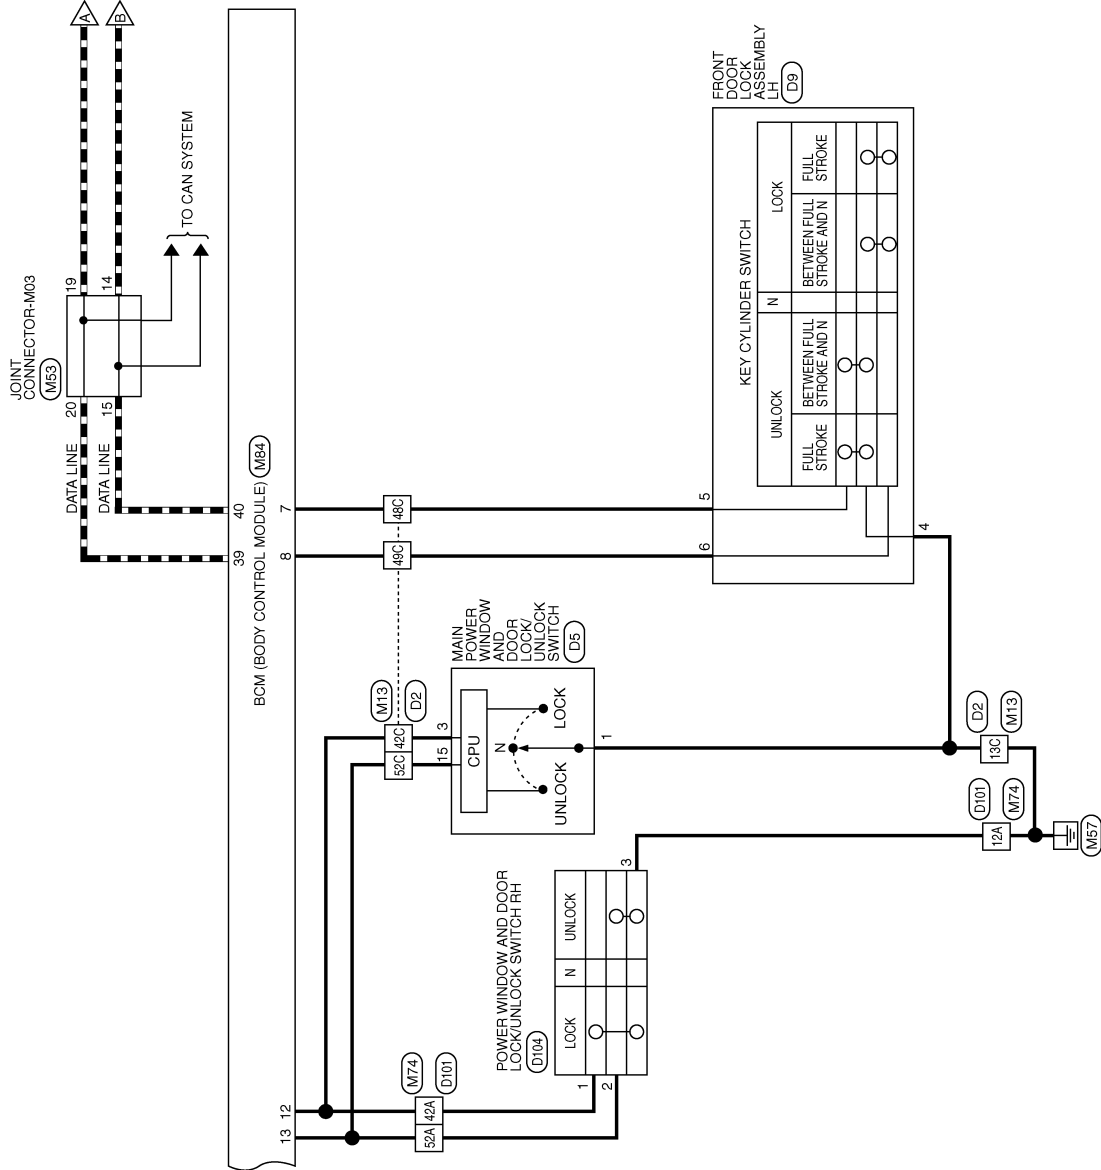 A
B
TO CAN SYSTEM
JOINT
CONNECTOR-M03
M53
19
14
20
15
DATA LINE
DATA LINE
39
40
BCM (BODY CONTROL MODULE)
M84
13
12
8
7
52A
42A
M74
D101
52C
42C
M13
D2
49C
48C
MAIN
POWER
WINDOW
AND
DOOR
LOCK/
UNLOCK
SWITCH
D5
15
3
CPU
N
UNLOCK
LOCK
1
POWER WINDOW AND DOOR
LOCK/UNLOCK SWITCH RH
D104
LOCK
N
UNLOCK
1
2
3
FRONT
DOOR
LOCK
ASSEMBLY
LH
D9
6
5
4
KEY CYLINDER SWITCH
UNLOCK
N
LOCK
FULL
STROKE
BETWEEN FULL
STROKE AND N
BETWEEN FULL
STROKE AND N
FULL
STROKE
13C
D2
M13
12A
D101
M74
M57